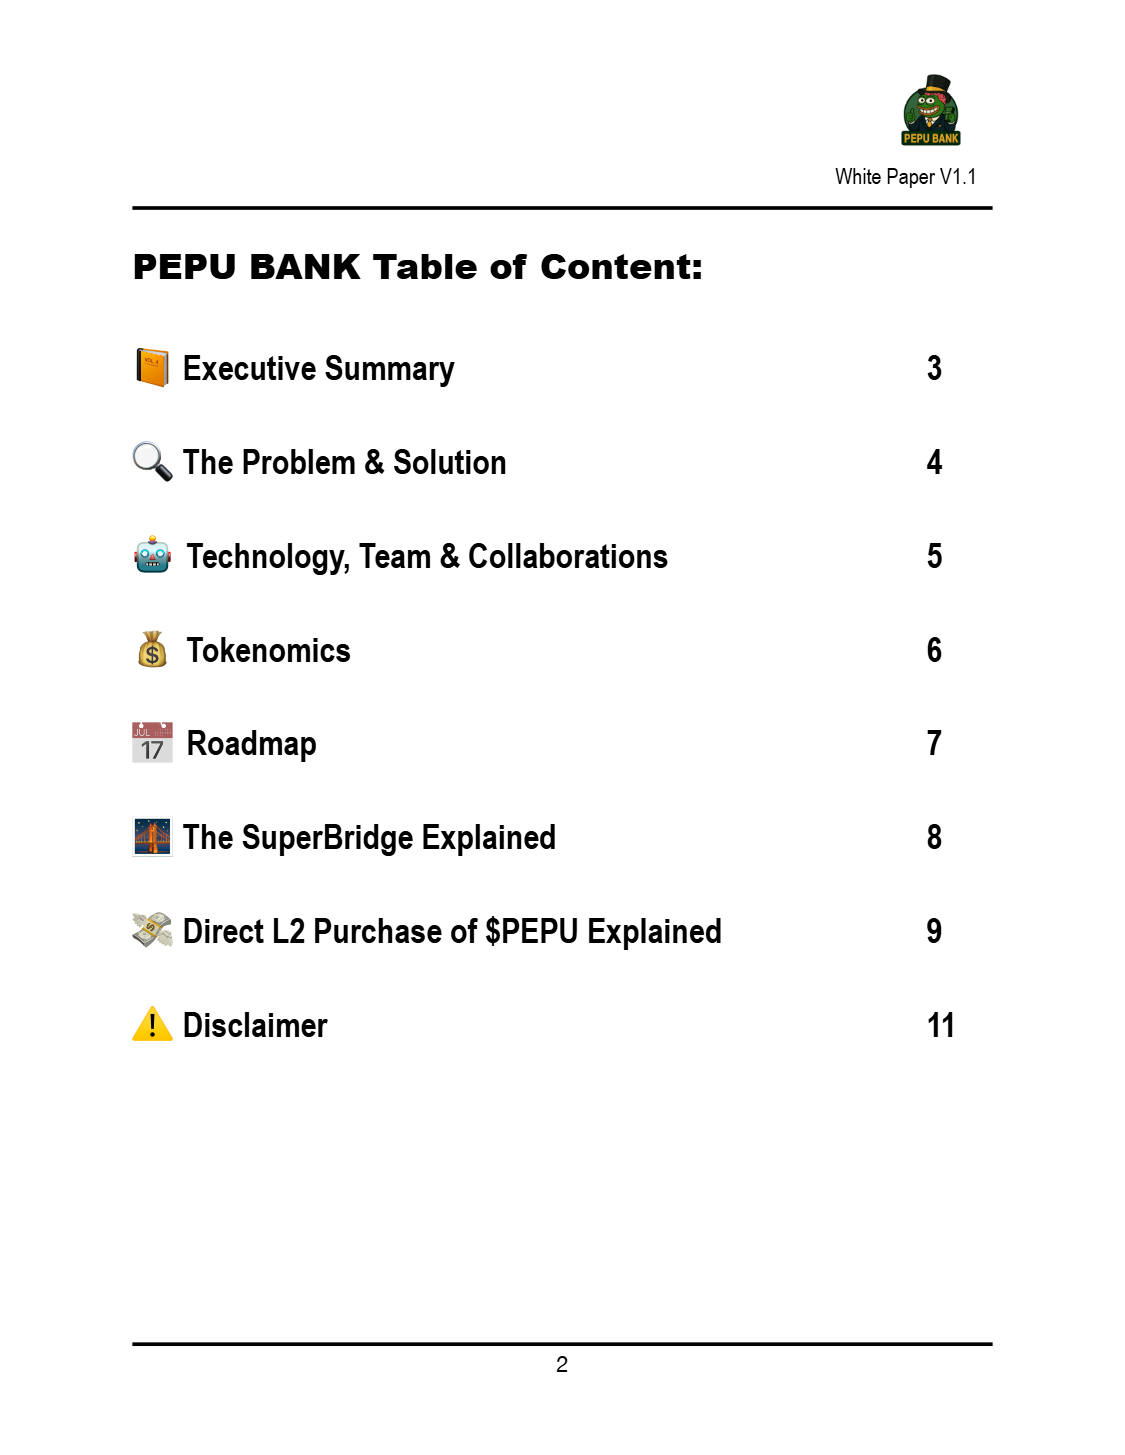 PEPU BANK
White Paper V1.1
PEPU BANK Table of Content:
📙 Executive Summary 3
🔍 The Problem & Solution 4
🤖 Technology, Team & Collaborations 5
💰 Tokenomics 6
JUL
17
Roadmap 7
🌉 The SuperBridge Explained 8
💸 Direct L2 Purchase of $PEPU Explained 9
⚠️ Disclaimer 11
2